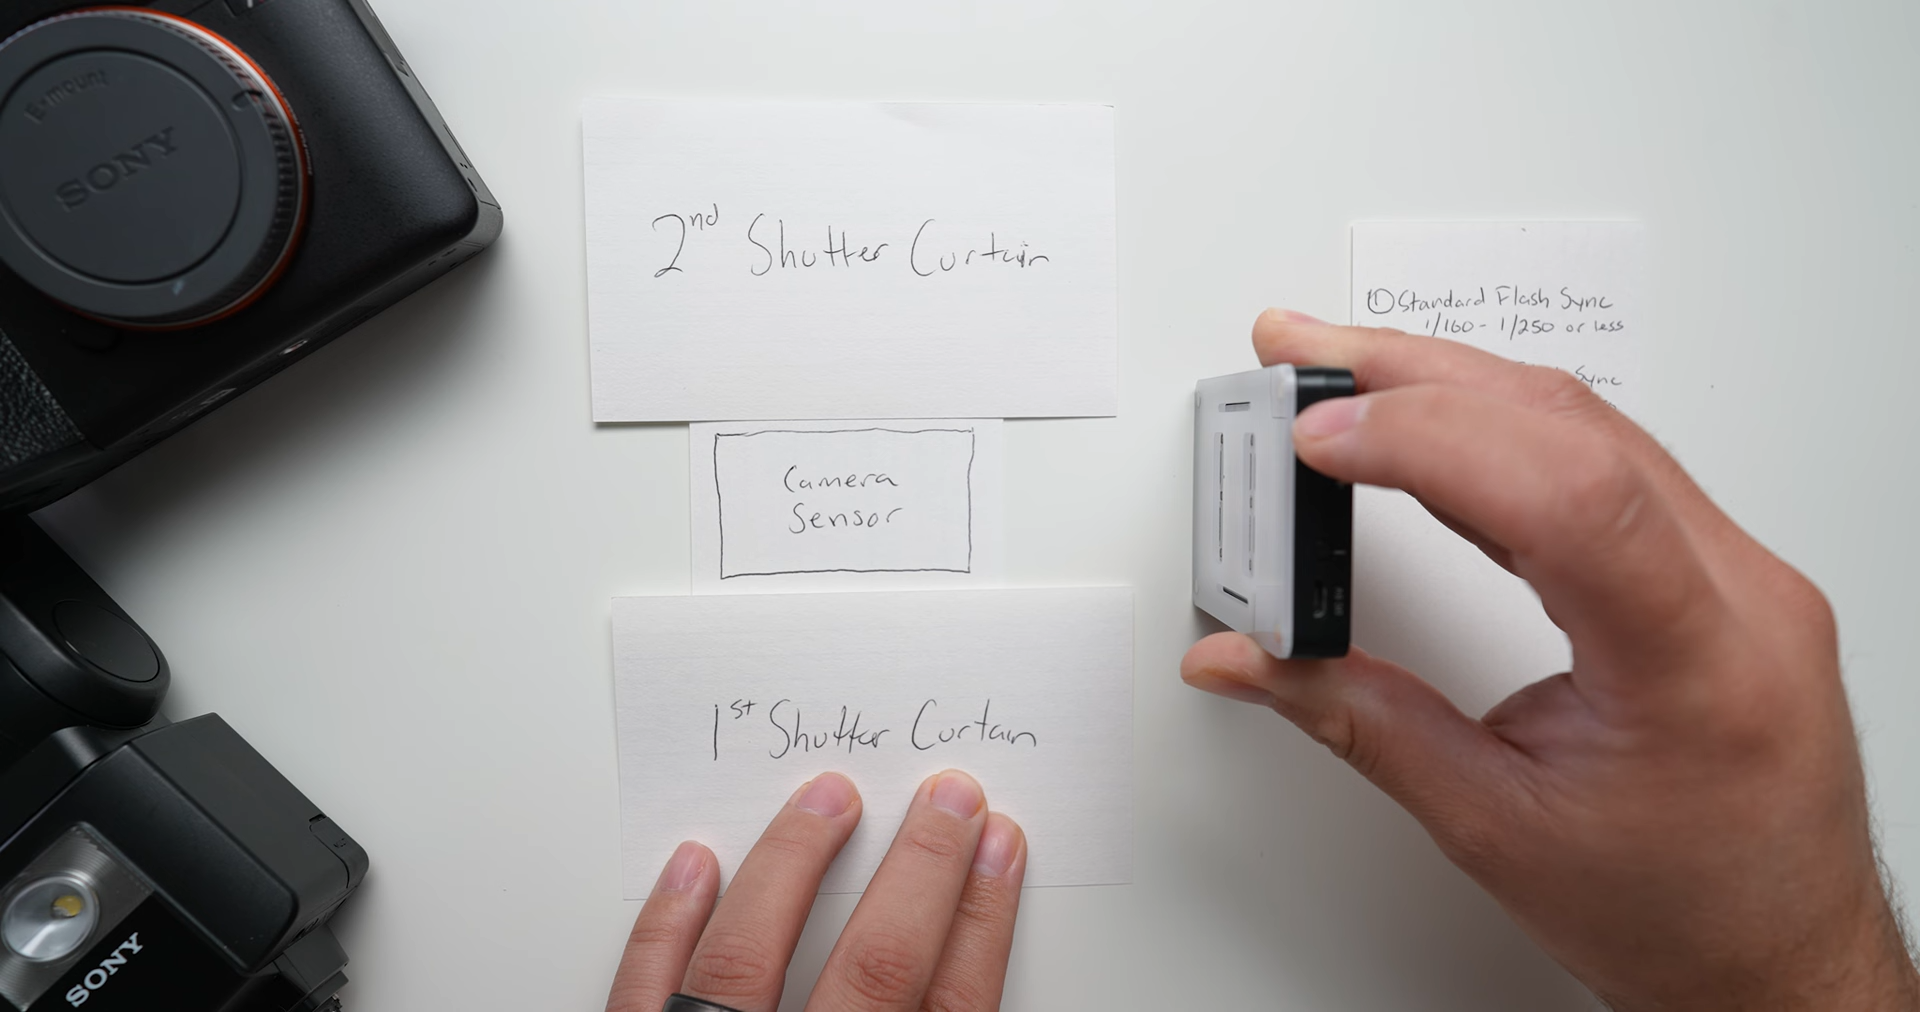 E-mount
SONY
2nd Shutter Curtain
① Standard Flash Sync
1/160 - 1/250 or less
Sync
Camera
Sensor
1st Shutter Curtain
SONY